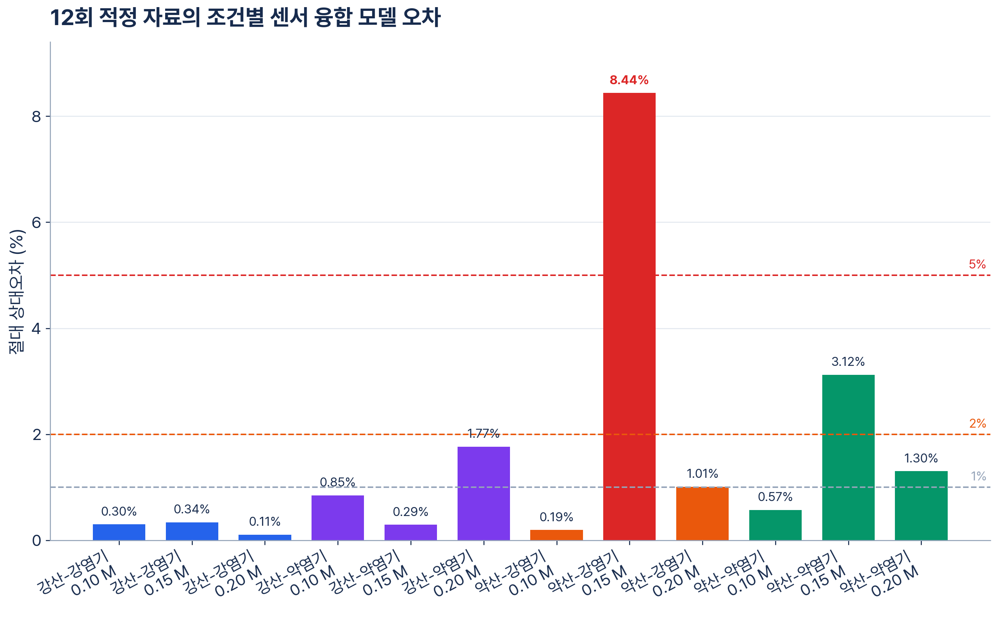 12회 적정 자료의 조건별 센서 융합 모델 오차
절대 상대오차 (%)
8
6
4
2
0
5%
2%
1%
0.30%
0.34%
0.11%
0.85%
0.29%
1.77%
0.19%
8.44%
1.01%
0.57%
3.12%
1.30%
강산-강염기
0.10 M
강산-강염기
0.15 M
강산-강염기
0.20 M
강산-약염기
0.10 M
강산-약염기
0.15 M
강산-약염기
0.20 M
약산-강염기
0.10 M
약산-강염기
0.15 M
약산-강염기
0.20 M
약산-약염기
0.10 M
약산-약염기
0.15 M
약산-약염기
0.20 M